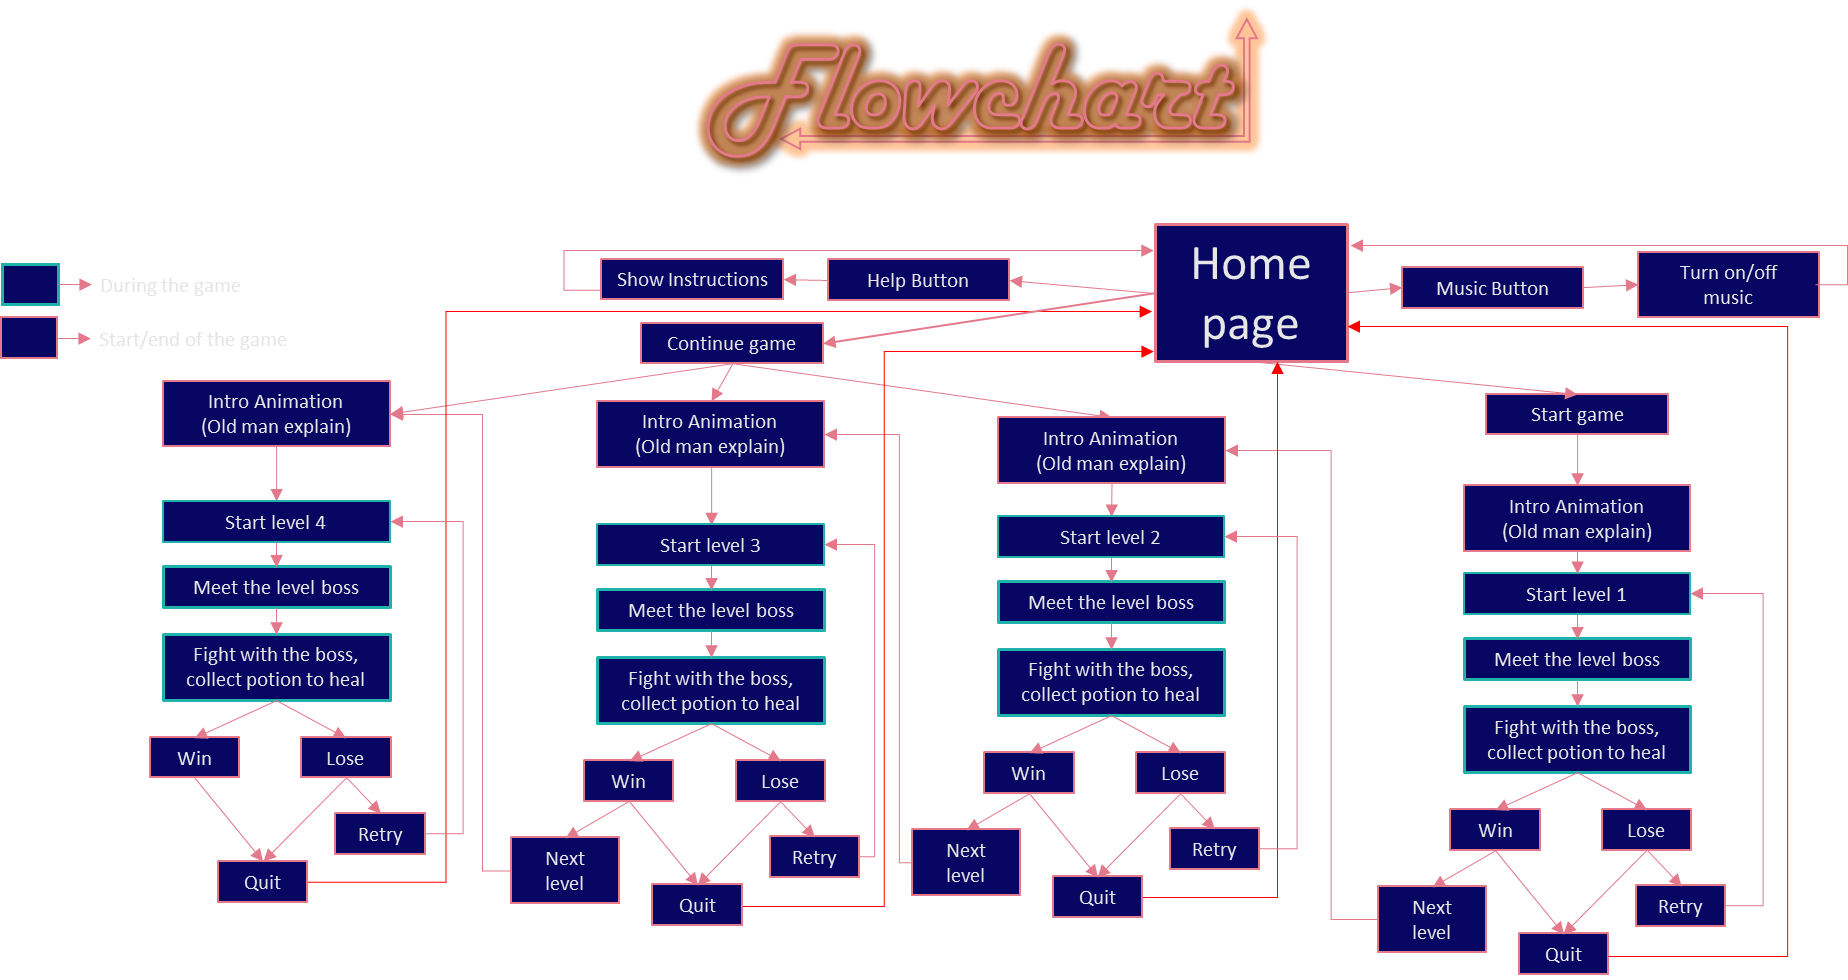 Flowchart
Home
page
Show Instructions
Help Button
Music Button
Turn on/off
music
During the game
Start/end of the game
Continue game
Start game
Intro Animation
(Old man explain)
Start level 4
Meet the level boss
Fight with the boss,
collect potion to heal
Win
Lose
Retry
Quit
Intro Animation
(Old man explain)
Start level 3
Meet the level boss
Fight with the boss,
collect potion to heal
Win
Lose
Next
level
Retry
Quit
Intro Animation
(Old man explain)
Start level 2
Meet the level boss
Fight with the boss,
collect potion to heal
Win
Lose
Next
level
Retry
Quit
Intro Animation
(Old man explain)
Start level 1
Meet the level boss
Fight with the boss,
collect potion to heal
Win
Lose
Next
level
Retry
Quit